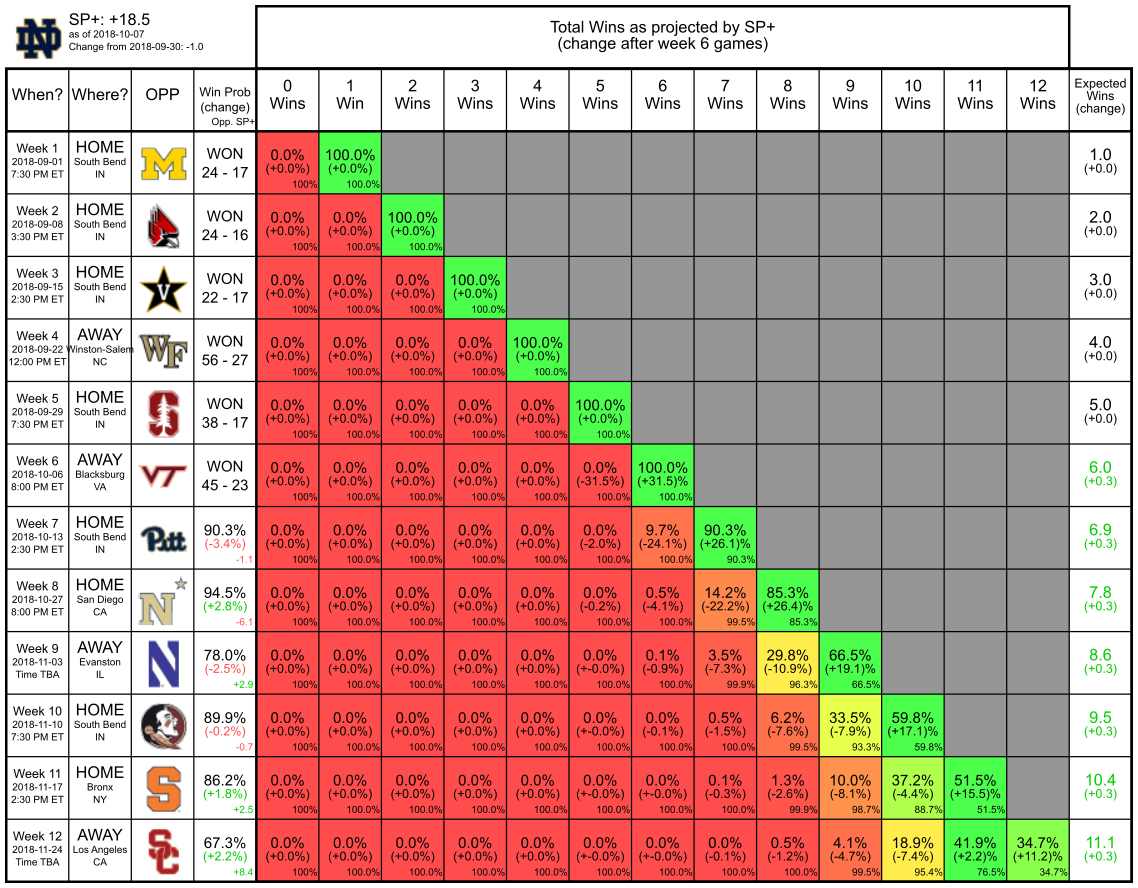 SP+: +18.5
as of 2018-10-07
Change from 2018-09-30: -1.0
Total Wins as projected by SP+
(change after week 6 games)
When? Where? OPP Win Prob (change) Opp. SP+ 0 Wins 1 Win 2 Wins 3 Wins 4 Wins 5 Wins 6 Wins 7 Wins 8 Wins 9 Wins 10 Wins 11 Wins 12 Wins Expected Wins (change)
Week 1 HOME M WON 0.0% 100.0% 1.0
2018-09-01 South Bend (+0.0%) (+0.0%) (+0.0)
7:30 PM ET IN 24 - 17 100% 100.0%
Week 2 HOME WON 0.0% 0.0% 100.0% 2.0
2018-09-08 South Bend (+0.0%) (+0.0%) (+0.0%) (+0.0)
3:30 PM ET IN 24 - 16 100% 100.0% 100.0%
Week 3 HOME V WON 0.0% 0.0% 0.0% 100.0% 3.0
2018-09-15 South Bend (+0.0%) (+0.0%) (+0.0%) (+0.0%) (+0.0)
2:30 PM ET IN 22 - 17 100% 100.0% 100.0% 100.0%
Week 4 AWAY WF WON 0.0% 0.0% 0.0% 0.0% 100.0% 4.0
2018-09-22 Winston-Salem (+0.0%) (+0.0%) (+0.0%) (+0.0%) (+0.0%) (+0.0)
12:00 PM ET NC 56 - 27 100% 100.0% 100.0% 100.0% 100.0%
Week 5 HOME S WON 0.0% 0.0% 0.0% 0.0% 0.0% 100.0% 5.0
2018-09-29 South Bend (+0.0%) (+0.0%) (+0.0%) (+0.0%) (+0.0%) (+0.0%) (+0.0)
7:30 PM ET IN 38 - 17 100% 100.0% 100.0% 100.0% 100.0% 100.0%
Week 6 AWAY VT WON 0.0% 0.0% 0.0% 0.0% 0.0% 0.0% 100.0% 6.0
2018-10-06 Blacksburg (+0.0%) (+0.0%) (+0.0%) (+0.0%) (+0.0%) (-31.5%) (+31.5)% (+0.3)
8:00 PM ET VA 45 - 23 100% 100.0% 100.0% 100.0% 100.0% 100.0% 100.0%
Week 7 HOME Pitt 90.3% 0.0% 0.0% 0.0% 0.0% 0.0% 0.0% 9.7% 90.3% 6.9
2018-10-13 South Bend (-3.4%) (+0.0%) (+0.0%) (+0.0%) (+0.0%) (+0.0%) (-2.0%) (-24.1%) (+26.1)% (+0.3)
2:30 PM ET IN -1.1 100% 100.0% 100.0% 100.0% 100.0% 100.0% 100.0% 90.3%
Week 8 HOME N 94.5% 0.0% 0.0% 0.0% 0.0% 0.0% 0.0% 0.5% 14.2% 85.3% 7.8
2018-10-27 San Diego (+2.8%) (+0.0%) (+0.0%) (+0.0%) (+0.0%) (+0.0%) (-0.2%) (-4.1%) (-22.2%) (+26.4)% (+0.3)
8:00 PM ET CA -6.1 100% 100.0% 100.0% 100.0% 100.0% 100.0% 100.0% 99.5% 85.3%
Week 9 AWAY N 78.0% 0.0% 0.0% 0.0% 0.0% 0.0% 0.0% 0.1% 3.5% 29.8% 66.5% 8.6
2018-11-03 Evanston (-2.5%) (+0.0%) (+0.0%) (+0.0%) (+0.0%) (+0.0%) (+-0.0%) (-0.9%) (-7.3%) (-10.9%) (+19.1)% (+0.3)
Time TBA IL +2.9 100% 100.0% 100.0% 100.0% 100.0% 100.0% 100.0% 99.9% 96.3% 66.5%
Week 10 HOME 89.9% 0.0% 0.0% 0.0% 0.0% 0.0% 0.0% 0.0% 0.5% 6.2% 33.5% 59.8% 9.5
2018-11-10 South Bend (-0.2%) (+0.0%) (+0.0%) (+0.0%) (+0.0%) (+0.0%) (+-0.0%) (-0.1%) (-1.5%) (-7.6%) (-7.9%) (+17.1)% (+0.3)
7:30 PM ET IN -0.7 100% 100.0% 100.0% 100.0% 100.0% 100.0% 100.0% 100.0% 99.5% 93.3% 59.8%
Week 11 HOME S 86.2% 0.0% 0.0% 0.0% 0.0% 0.0% 0.0% 0.0% 0.1% 1.3% 10.0% 37.2% 51.5% 10.4
2018-11-17 Bronx (+1.8%) (+0.0%) (+0.0%) (+0.0%) (+0.0%) (+-0.0%) (+-0.0%) (+-0.0%) (-0.3%) (-2.6%) (-8.1%) (-4.4%) (+15.5)% (+0.3)
2:30 PM ET NY +2.5 100% 100.0% 100.0% 100.0% 100.0% 100.0% 100.0% 100.0% 99.9% 98.7% 88.7% 51.5%
Week 12 AWAY SC 67.3% 0.0% 0.0% 0.0% 0.0% 0.0% 0.0% 0.0% 0.0% 0.5% 4.1% 18.9% 41.9% 34.7% 11.1
2018-11-24 Los Angeles (+2.2%) (+0.0%) (+0.0%) (+0.0%) (+0.0%) (+0.0%) (+-0.0%) (+-0.0%) (-0.1%) (-1.2%) (-4.7%) (-7.4%) (+2.2)% (+11.2)% (+0.3)
Time TBA CA +8.4 100% 100.0% 100.0% 100.0% 100.0% 100.0% 100.0% 100.0% 100.0% 99.5% 95.4% 76.5% 34.7%